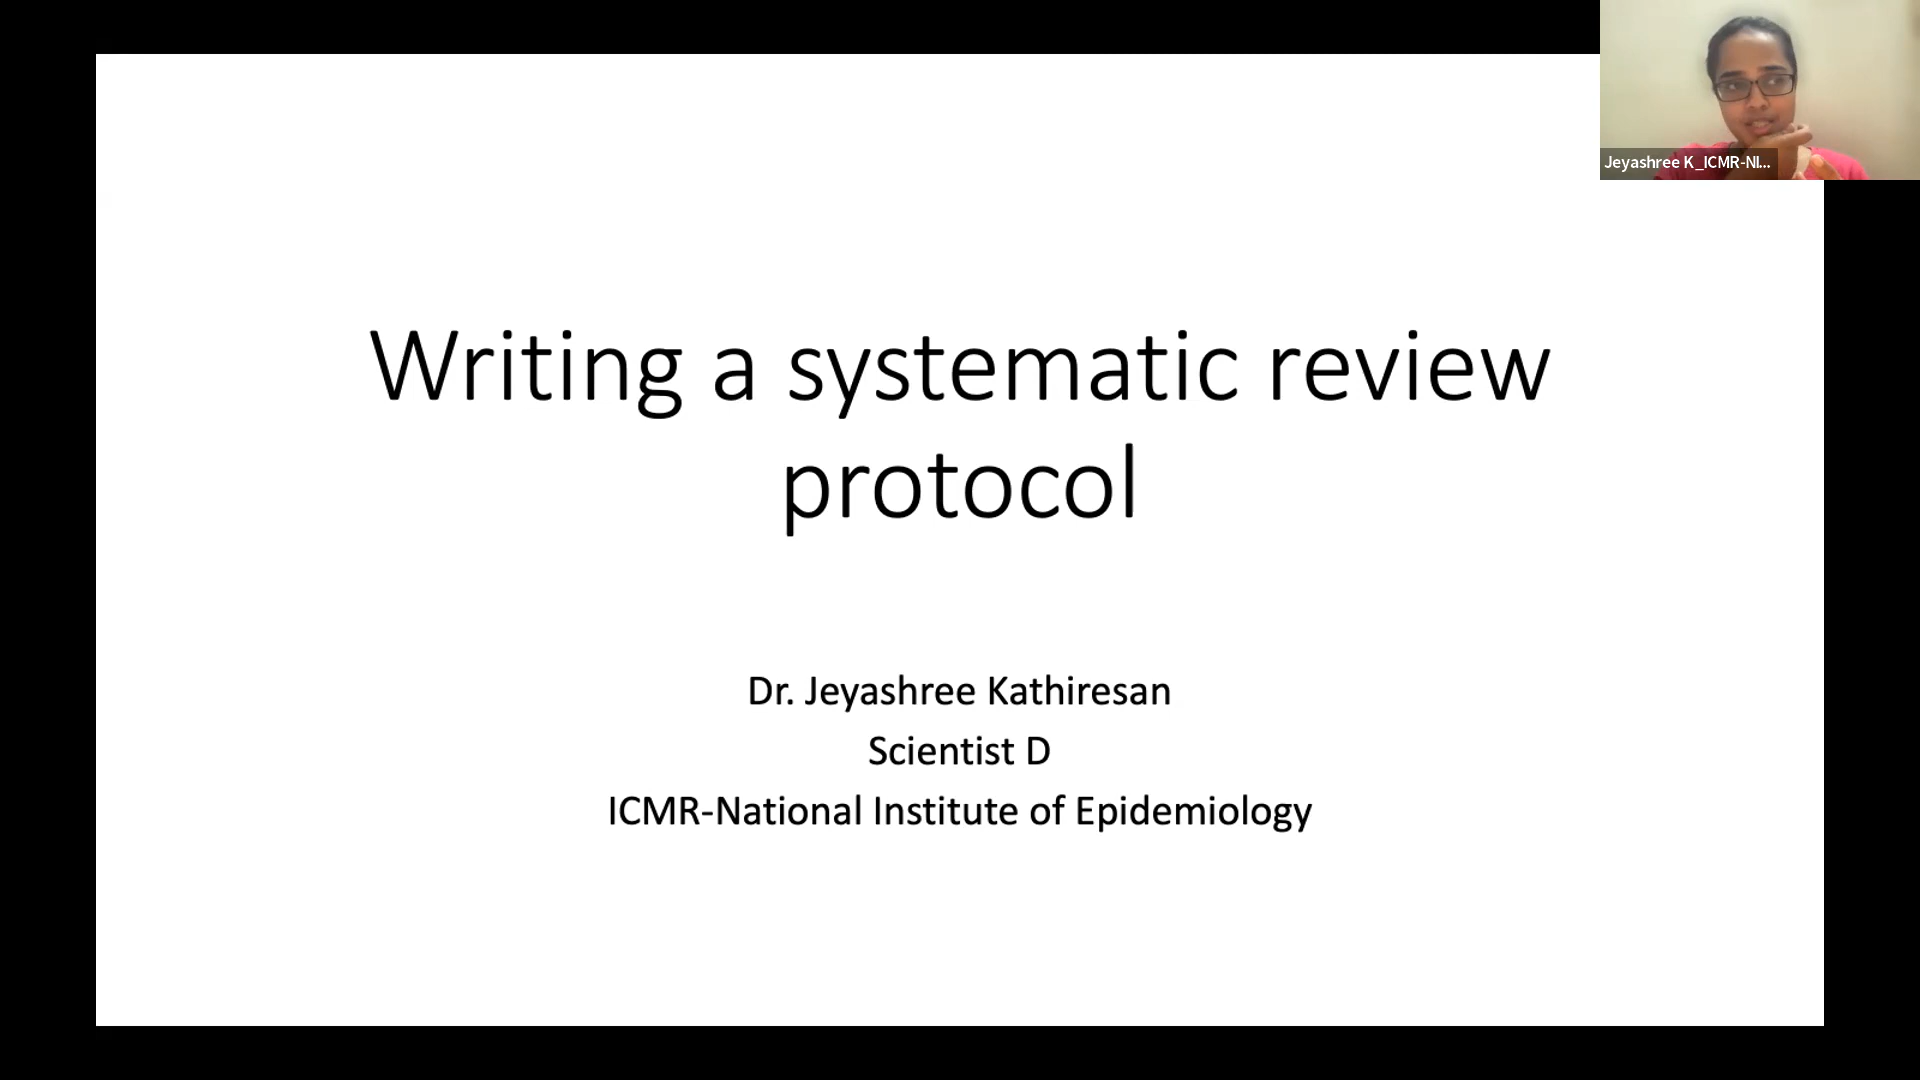 Writing a systematic review
protocol
Dr. Jeyashree Kathiresan
Scientist D
ICMR-National Institute of Epidemiology
Jeyashree K_ICMR-NI...